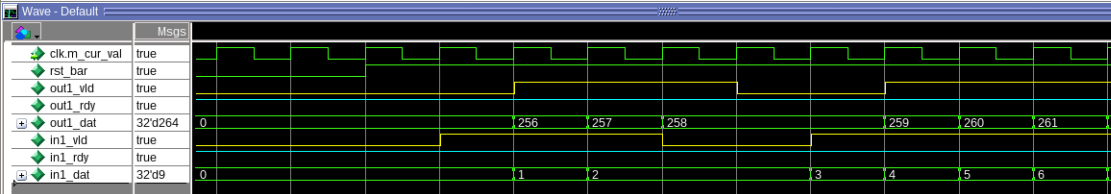 Wave - Default
Msgs
clk.m_cur_val true
rst_bar true
out1_vld true
out1_rdy true
out1_dat 32'd264 0 256 257 258 259 260 261
in1_vld true
in1_rdy true
in1_dat 32'd9 0 1 2 3 4 5 6